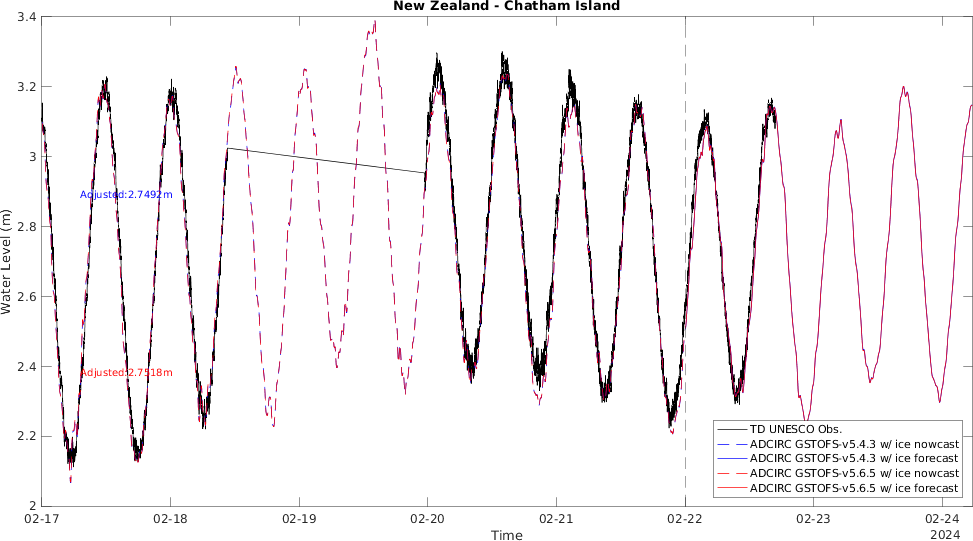 New Zealand - Chatham Island
3.4
3.2
3
2.8
2.6
2.4
2.2
2
Water Level (m)
Adjusted:2.7492m
Adjusted:2.7518m
TD UNESCO Obs.
ADCIRC GSTOFS-v5.4.3 w/ ice nowcast
ADCIRC GSTOFS-v5.4.3 w/ ice forecast
ADCIRC GSTOFS-v5.6.5 w/ ice nowcast
ADCIRC GSTOFS-v5.6.5 w/ ice forecast
02-17 02-18 02-19 02-20 02-21 02-22 02-23 02-24
2024
Time